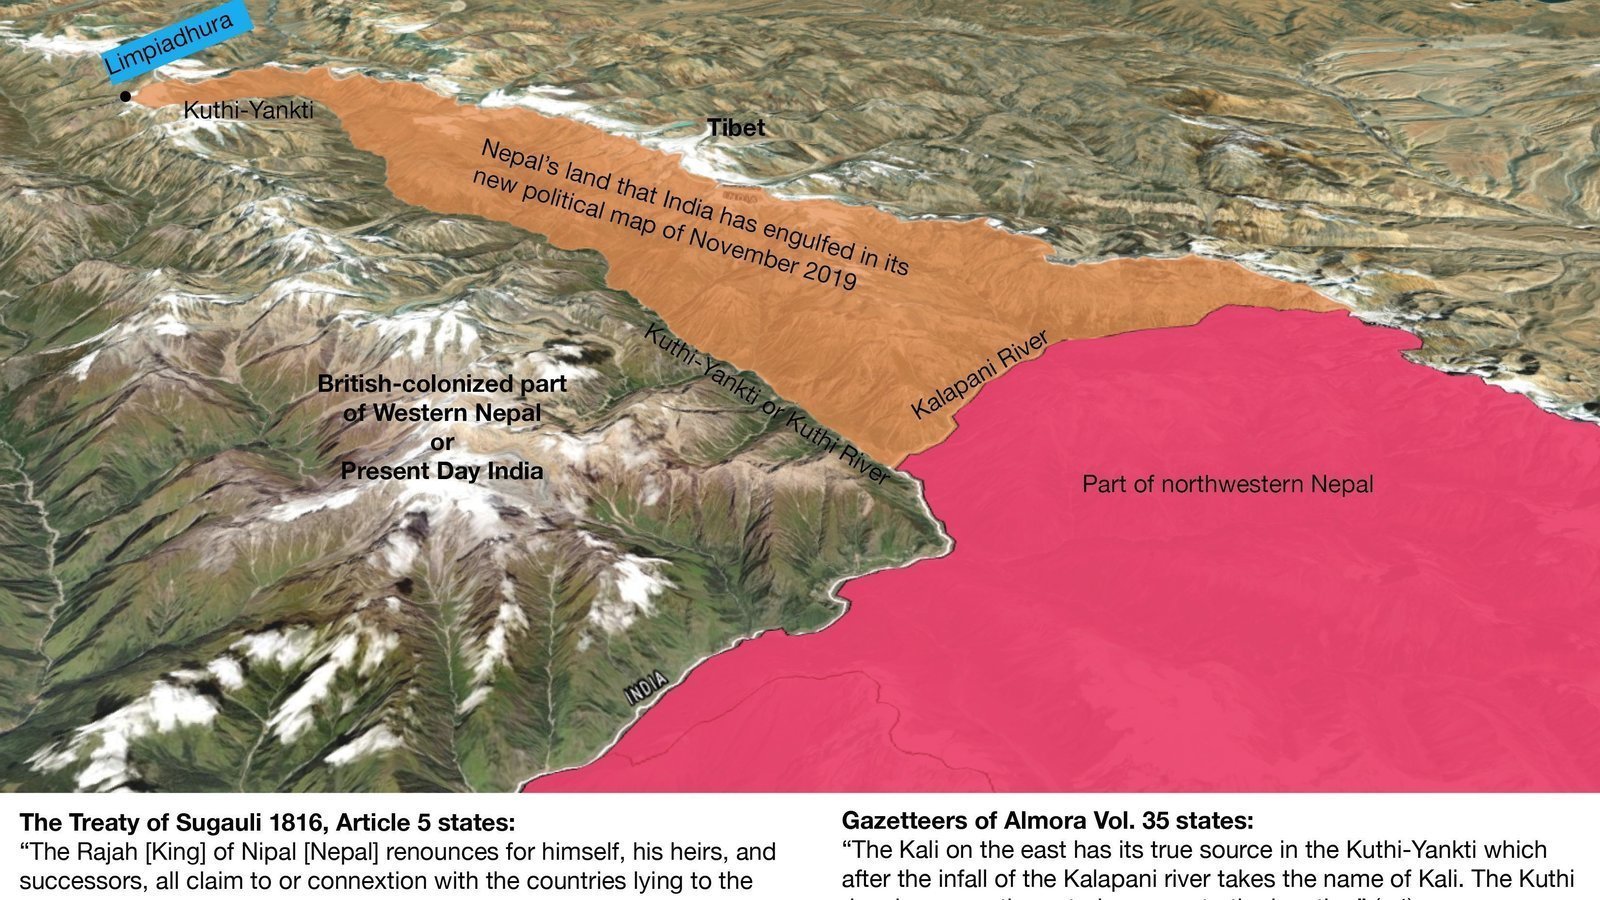 Limpiadhura
Kuthi-Yankti
Tibet
Nepal’s land that India has engulfed in its
new political map of November 2019
Kuthi-Yankti or Kuthi River
Kalapani River
British-colonized part
of Western Nepal
or
Present Day India
Part of northwestern Nepal
INDIA
The Treaty of Sugauli 1816, Article 5 states:
“The Rajah [King] of Nipal [Nepal] renounces for himself, his heirs, and
successors, all claim to or connextion with the countries lying to the
Gazetteers of Almora Vol. 35 states:
“The Kali on the east has its true source in the Kuthi-Yankti which
after the infall of the Kalapani river takes the name of Kali. The Kuthi